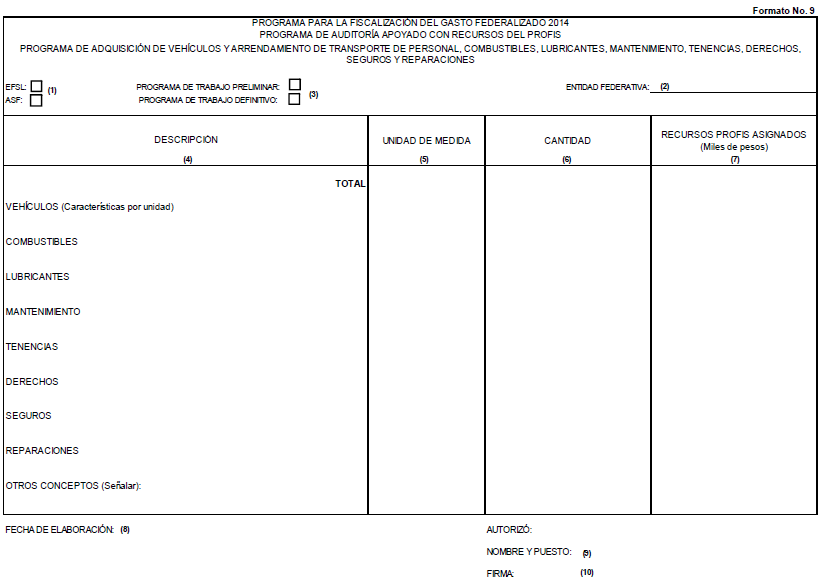 Formato No. 9
PROGRAMA PARA LA FISCALIZACIÓN DEL GASTO FEDERALIZADO 2014
PROGRAMA DE AUDITORÍA APOYADO CON RECURSOS DEL PROFIS
PROGRAMA DE ADQUISICIÓN DE VEHÍCULOS Y ARRENDAMIENTO DE TRANSPORTE DE PERSONAL, COMBUSTIBLES, LUBRICANTES, MANTENIMIENTO, TENENCIAS, DERECHOS,
SEGUROS Y REPARACIONES
EFSL: (1) PROGRAMA DE TRABAJO PRELIMINAR: (3) ENTIDAD FEDERATIVA: (2)
ASF: PROGRAMA DE TRABAJO DEFINITIVO:
DESCRIPCIÓN UNIDAD DE MEDIDA CANTIDAD RECURSOS PROFIS ASIGNADOS
(Miles de pesos)
(4) (5) (6) (7)
TOTAL
VEHÍCULOS (Características por unidad)
COMBUSTIBLES
LUBRICANTES
MANTENIMIENTO
TENENCIAS
DERECHOS
SEGUROS
REPARACIONES
OTROS CONCEPTOS (Señalar):
FECHA DE ELABORACIÓN: (8) AUTORIZÓ:
NOMBRE Y PUESTO: (9)
FIRMA: (10)